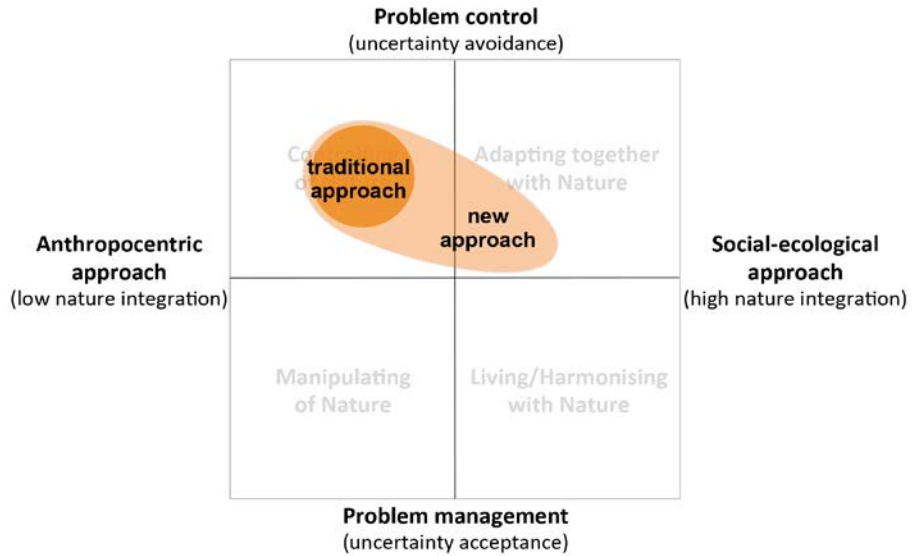 Problem control
(uncertainty avoidance)
Adapting together
with Nature
traditional
approach
new
approach
Anthropocentric
approach
(low nature integration)
Social-ecological
approach
(high nature integration)
Manipulating
of Nature
Living/Harmonising
with Nature
Problem management
(uncertainty acceptance)